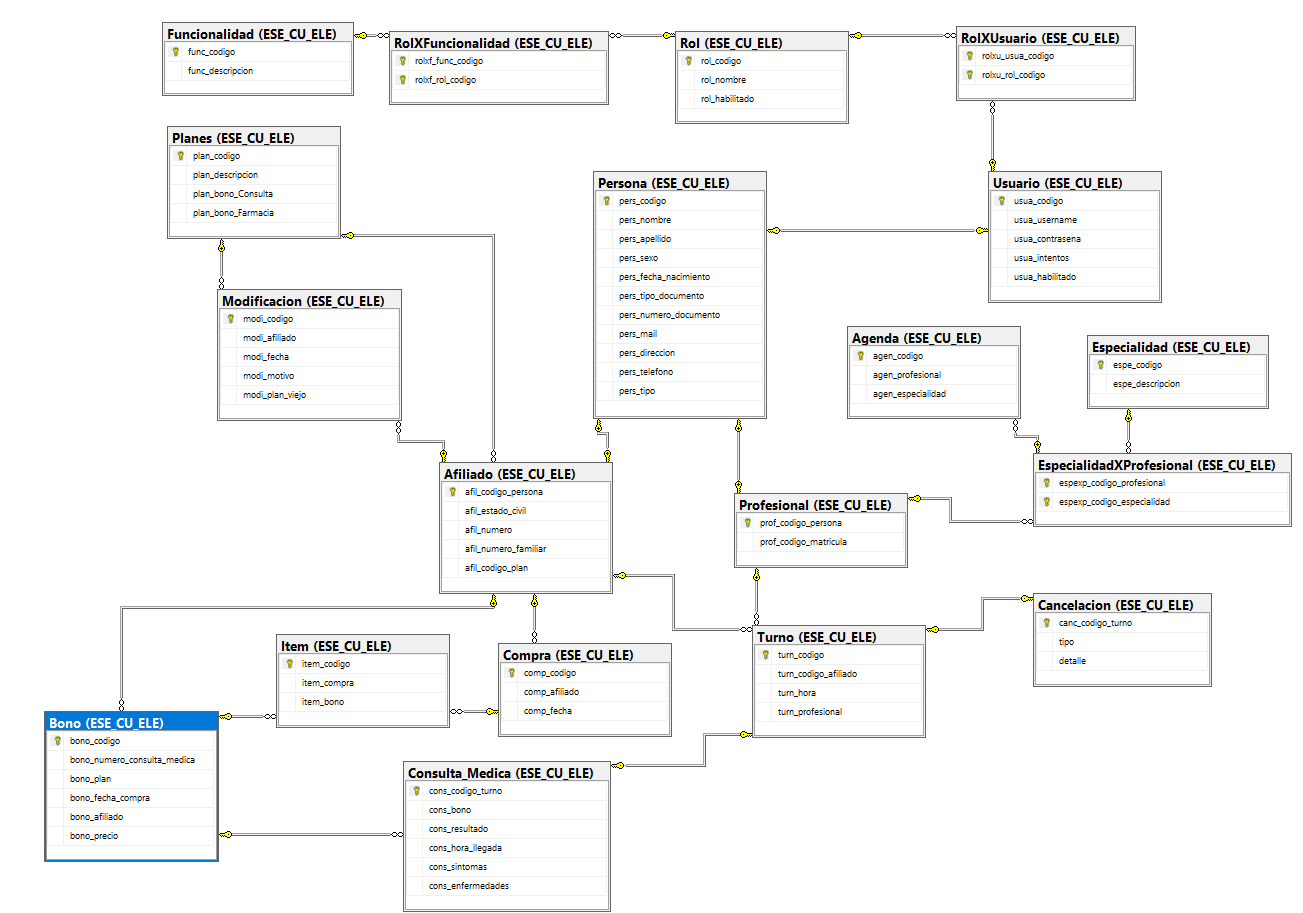 Funcionalidad (ESE_CU_ELE)
func_codigo
func_descripcion
RolXFuncionalidad (ESE_CU_ELE)
rolxf_func_codigo
rolxf_rol_codigo
Rol (ESE_CU_ELE)
rol_codigo
rol_nombre
rol_habilitado
RolXUsuario (ESE_CU_ELE)
rolxu_usua_codigo
rolxu_rol_codigo
Planes (ESE_CU_ELE)
plan_codigo
plan_descripcion
plan_bono_Consulta
plan_bono_Farmacia
Persona (ESE_CU_ELE)
pers_codigo
pers_nombre
pers_apellido
pers_sexo
pers_fecha_nacimiento
pers_tipo_documento
pers_numero_documento
pers_mail
pers_direccion
pers_telefono
pers_tipo
Usuario (ESE_CU_ELE)
usua_codigo
usua_username
usua_contrasena
usua_intentos
usua_habilitado
Modificacion (ESE_CU_ELE)
modi_codigo
modi_afiliado
modi_fecha
modi_motivo
modi_plan_viejo
Agenda (ESE_CU_ELE)
agen_codigo
agen_profesional
agen_especialidad
Especialidad (ESE_CU_ELE)
espe_codigo
espe_descripcion
EspecialidadXProfesional (ESE_CU_ELE)
espexp_codigo_profesional
espexp_codigo_especialidad
Afiliado (ESE_CU_ELE)
afil_codigo_persona
afil_estado_civil
afil_numero
afil_numero_familiar
afil_codigo_plan
Profesional (ESE_CU_ELE)
prof_codigo_persona
prof_codigo_matricula
Cancelacion (ESE_CU_ELE)
canc_codigo_turno
tipo
detalle
Turno (ESE_CU_ELE)
turn_codigo
turn_codigo_afiliado
turn_hora
turn_profesional
Item (ESE_CU_ELE)
item_codigo
item_compra
item_bono
Compra (ESE_CU_ELE)
comp_codigo
comp_afiliado
comp_fecha
Bono (ESE_CU_ELE)
bono_codigo
bono_numero_consulta_medica
bono_plan
bono_fecha_compra
bono_afiliado
bono_precio
Consulta_Medica (ESE_CU_ELE)
cons_codigo_turno
cons_bono
cons_resultado
cons_hora_llegada
cons_sintomas
cons_enfermedades